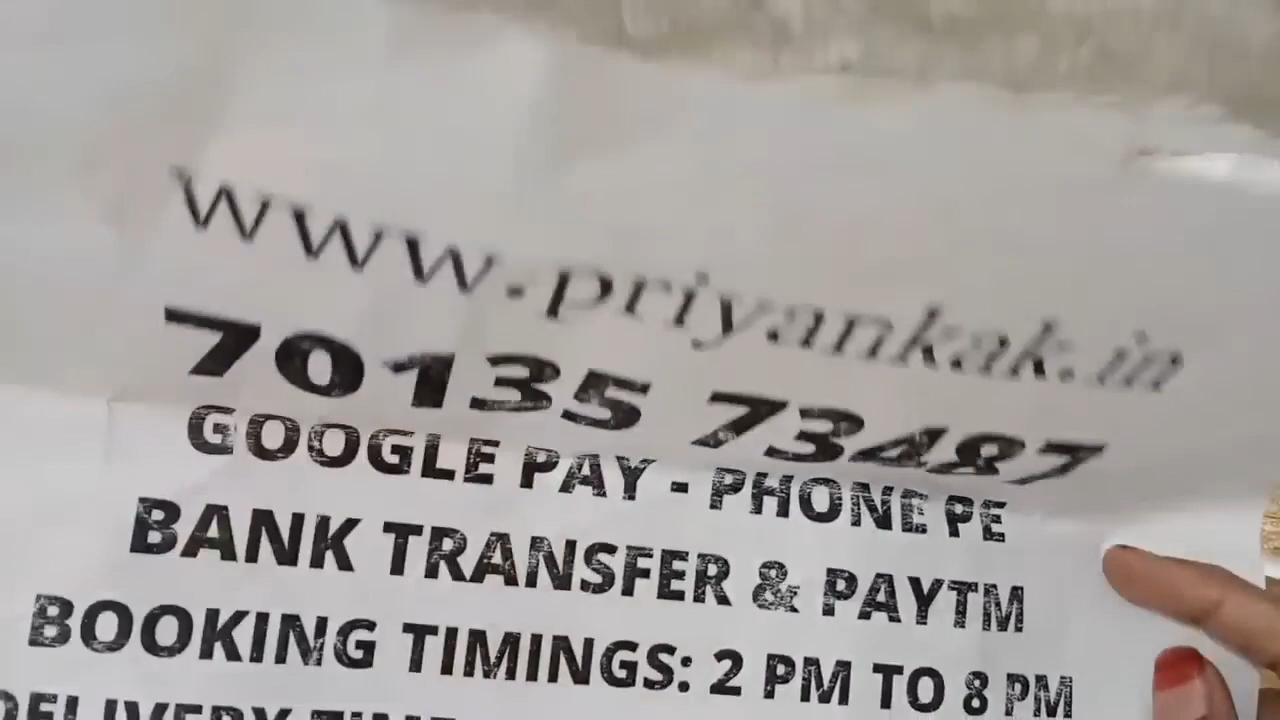 www.priyankak.in
70135 73487
GOOGLE PAY - PHONE PE
BANK TRANSFER & PAYTM
BOOKING TIMINGS: 2 PM TO 8 PM
DELIVERY